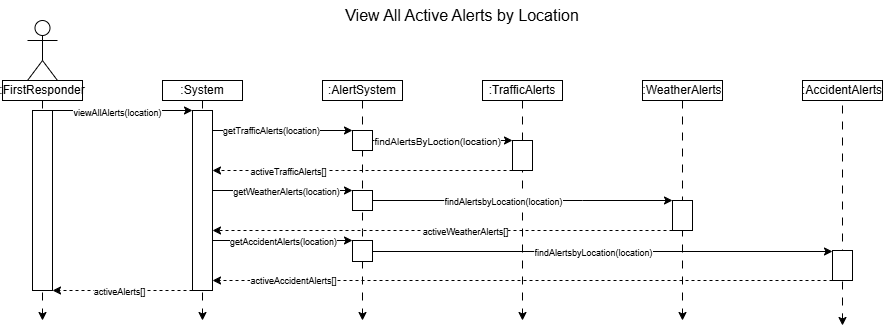 View All Active Alerts by Location
:FirstResponder
:System
:AlertSystem
:TrafficAlerts
:WeatherAlerts
:AccidentAlerts
viewAllAlerts(location)
getTrafficAlerts(location)
findAlertsByLoction(location)
activeTrafficAlerts[]
getWeatherAlerts(location)
findAlertsbyLocation(location)
activeWeatherAlerts[]
getAccidentAlerts(location)
findAlertsbyLocation(location)
activeAccidentAlerts[]
activeAlerts[]